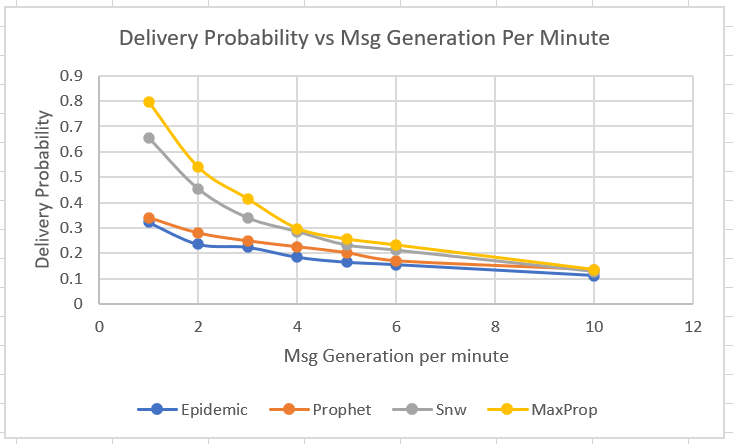 Delivery Probability vs Msg Generation Per Minute
Delivery Probability
0.9
0.8
0.7
0.6
0.5
0.4
0.3
0.2
0.1
0
0 2 4 6 8 10 12
Msg Generation per minute
Epidemic Prophet Snw MaxProp